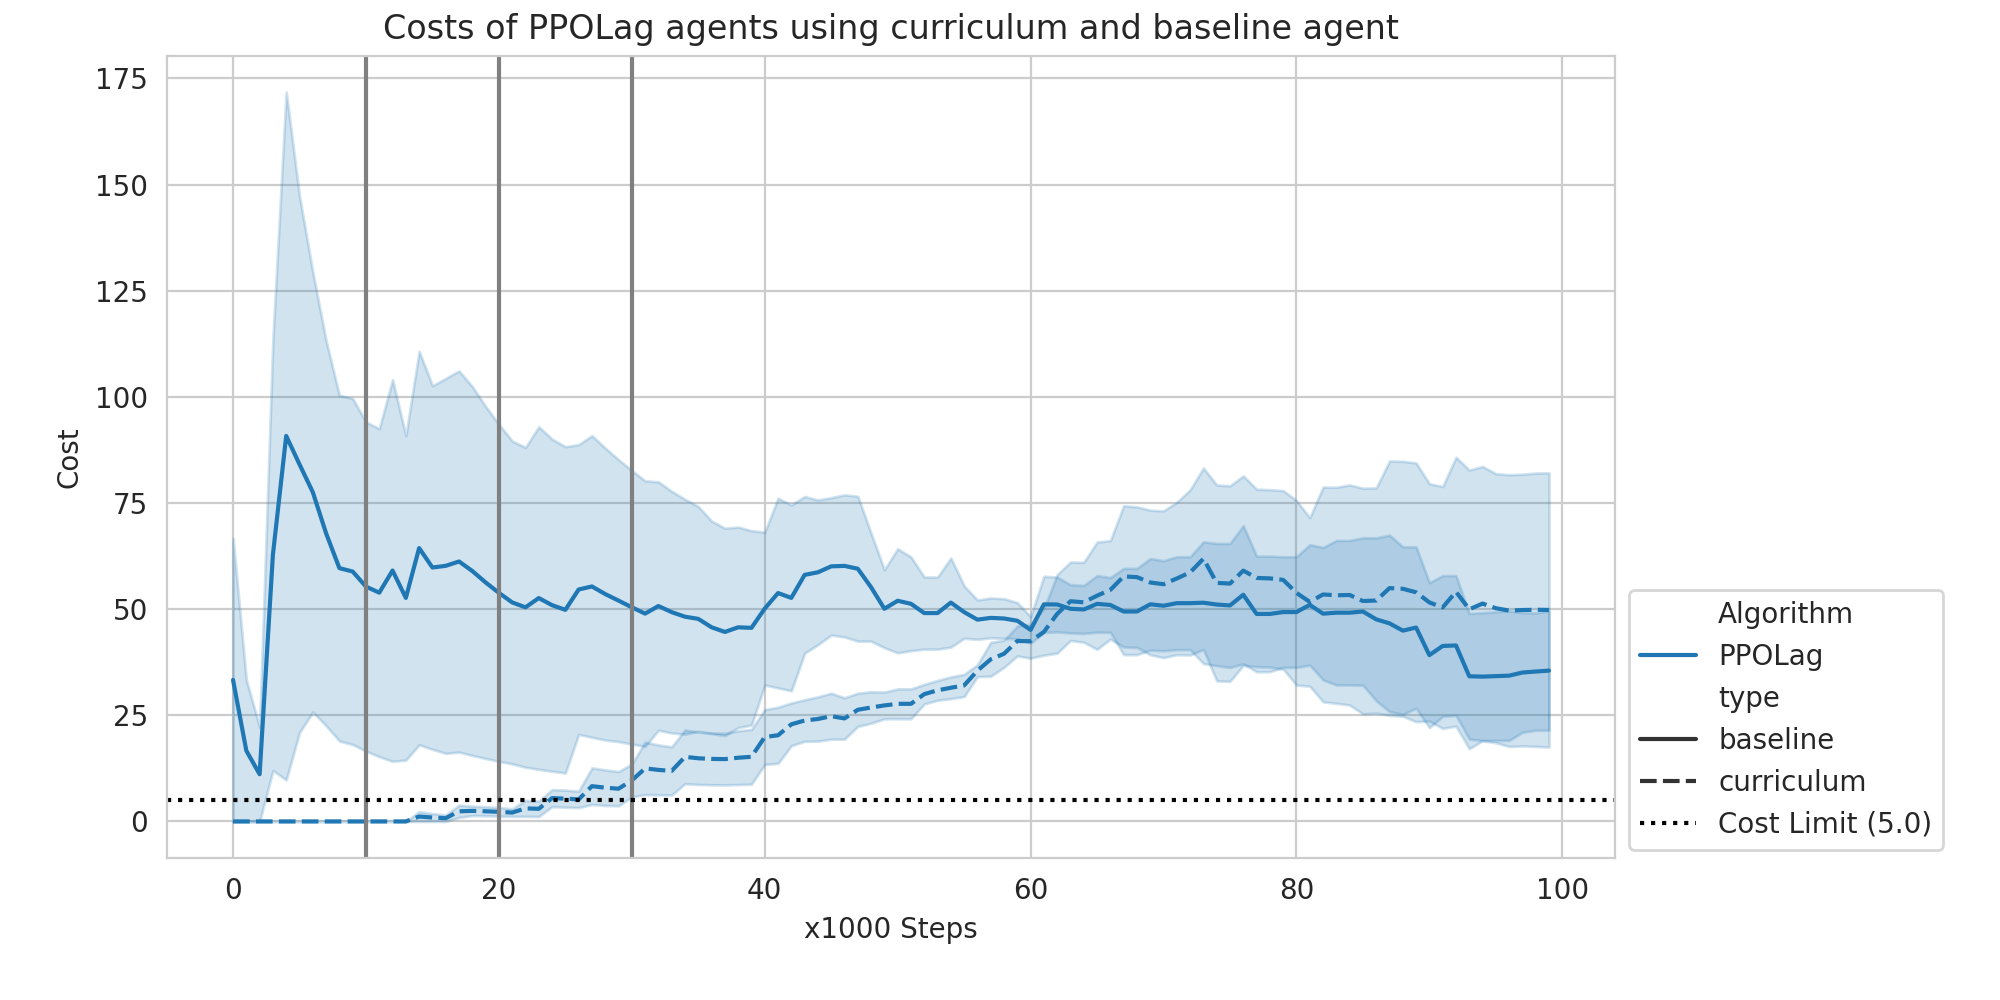 Costs of PPOLag agents using curriculum and baseline agent
175
150
125
100
75
50
25
0
Cost
0 20 40 60 80 100
x1000 Steps
Algorithm
PPOLag
type
baseline
curriculum
Cost Limit (5.0)